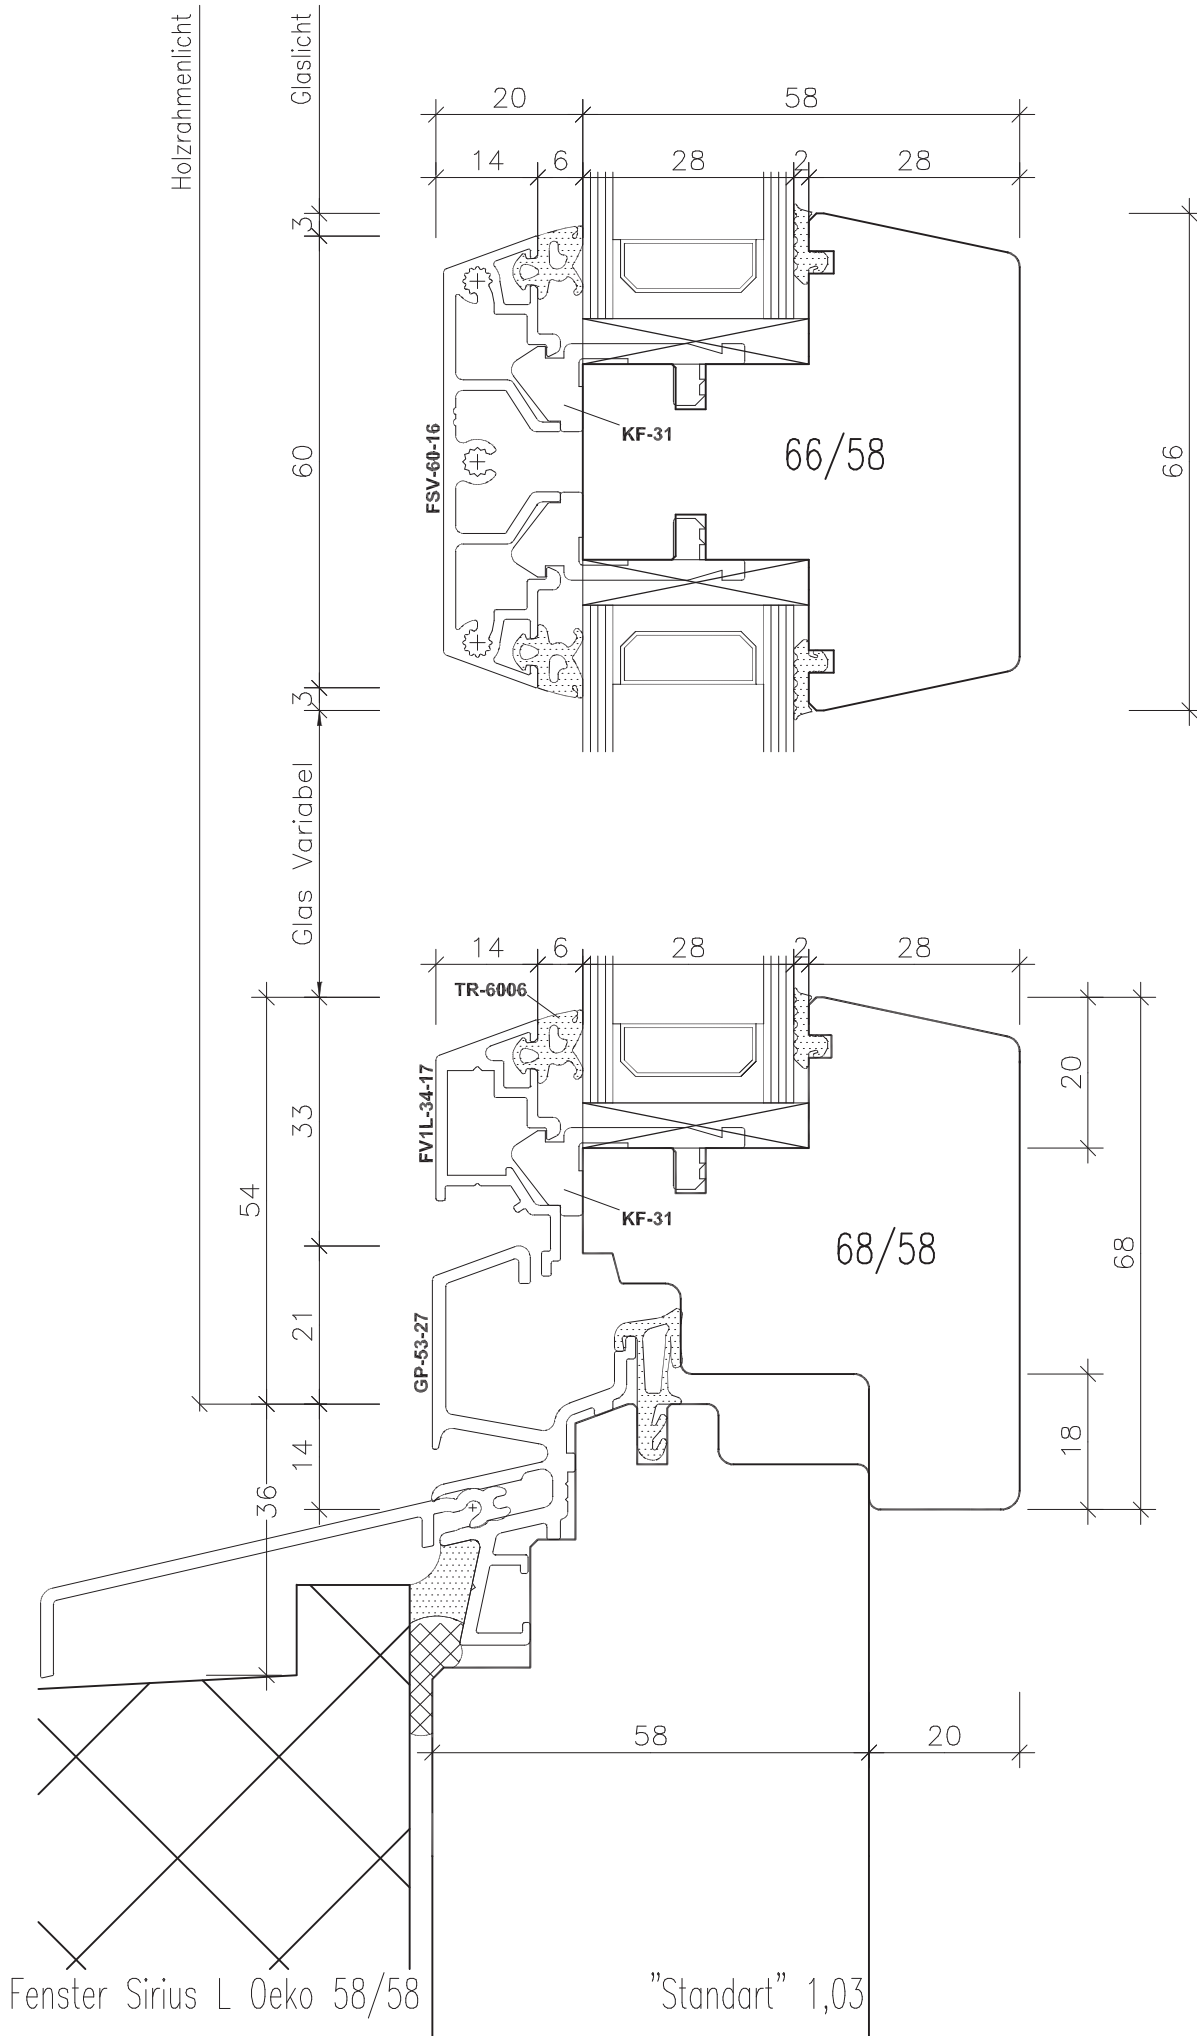 Holzrahmenlicht
Glaslicht
20
58
14
6
28
2
28
3
60
3
FSV-60-16
KF-31
66/58
66
Glas Variabel
14
6
28
2
28
TR-6006
FV1L-34-17
KF-31
68/58
20
68
18
33
54
21
GP-53-27
14
36
58
20
Fenster Sirius L Oeko 58/58
"Standart" 1,03